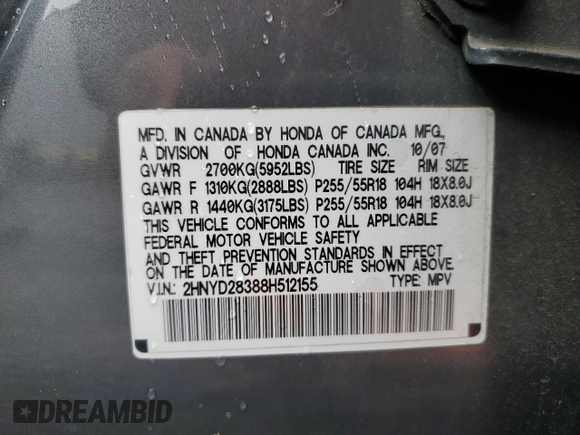 MFD. IN CANADA BY HONDA OF CANADA MFG.,
A DIVISION OF HONDA CANADA INC. 10/07
GVWR 2700KG(5952LBS) TIRE SIZE RIM SIZE
GAWR F 1310KG(2888LBS) P255/55R18 104H 18X8.0J
GAWR R 1440KG(3175LBS) P255/55R18 104H 18X8.0J
THIS VEHICLE CONFORMS TO ALL APPLICABLE
FEDERAL MOTOR VEHICLE SAFETY
AND THEFT PREVENTION STANDARDS IN EFFECT
ON THE DATE OF MANUFACTURE SHOWN ABOVE.
V.I.N.: 2HNYD28388H512155 TYPE: MPV
DREAMBID